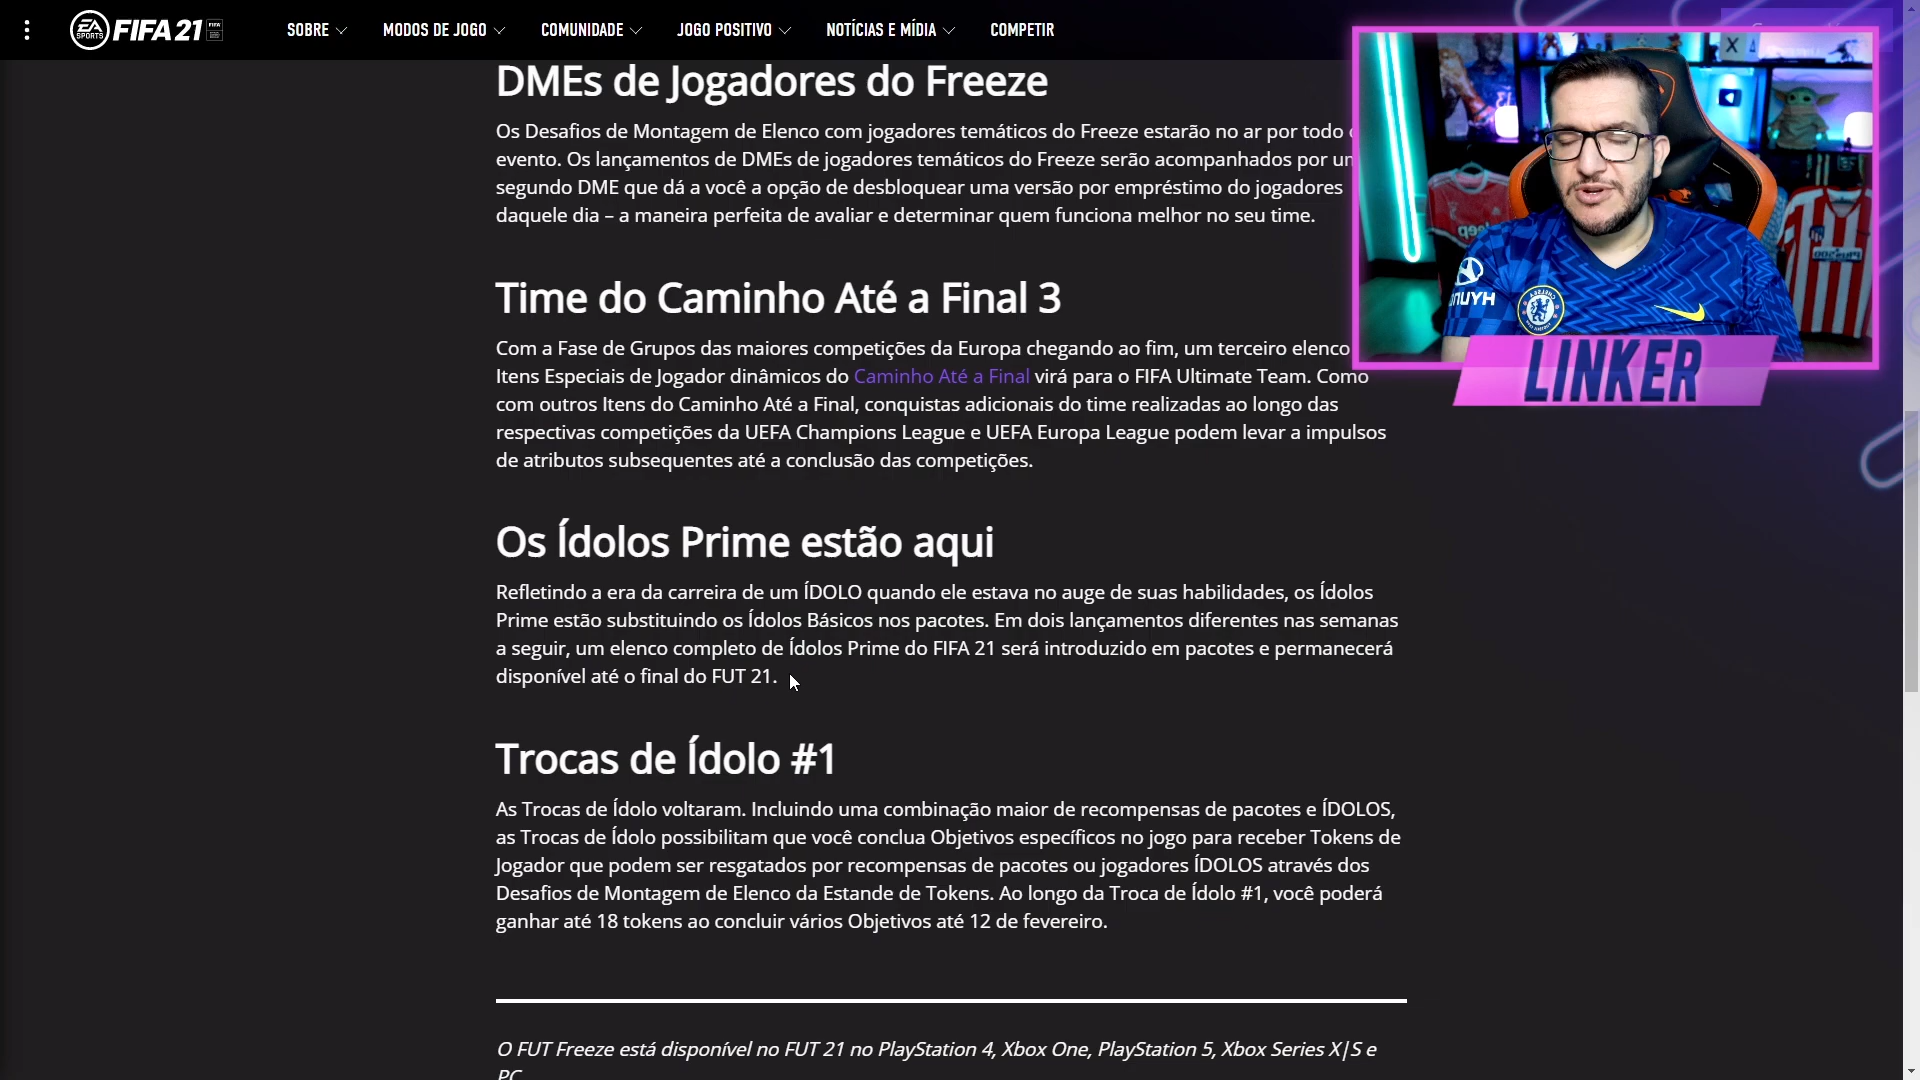 EA SPORTS FIFA 21
SOBRE
MODOS DE JOGO
COMUNIDADE
JOGO POSITIVO
NOTÍCIAS E MÍDIA
COMPETIR
DMEs de Jogadores do Freeze
Os Desafios de Montagem de Elenco com jogadores temáticos do Freeze estarão no ar por todo
evento. Os lançamentos de DMEs de jogadores temáticos do Freeze serão acompanhados por
segundo DME que dá a você a opção de desbloquear uma versão por empréstimo do jogadores
daquele dia – a maneira perfeita de avaliar e determinar quem funciona melhor no seu time.
Time do Caminho Até a Final 3
Com a Fase de Grupos das maiores competições da Europa chegando ao fim, um terceiro elenco
Itens Especiais de Jogador dinâmicos do Caminho Até a Final virá para o FIFA Ultimate Team. Como
com outros Itens do Caminho Até a Final, conquistas adicionais do time realizadas ao longo das
respectivas competições da UEFA Champions League e UEFA Europa League podem levar a impulsos
de atributos subsequentes até a conclusão das competições.
Os Ídolos Prime estão aqui
Refletindo a era da carreira de um ÍDOLO quando ele estava no auge de suas habilidades, os Ídolos
Prime estão substituindo os Ídolos Básicos nos pacotes. Em dois lançamentos diferentes nas semanas
a seguir, um elenco completo de Ídolos Prime do FIFA 21 será introduzido em pacotes e permanecerá
disponível até o final do FUT 21.
Trocas de Ídolo #1
As Trocas de Ídolo voltaram. Incluindo uma combinação maior de recompensas de pacotes e ÍDOLOS,
as Trocas de Ídolo possibilitam que você conclua Objetivos específicos no jogo para receber Tokens de
Jogador que podem ser resgatados por recompensas de pacotes ou jogadores ÍDOLOS através dos
Desafios de Montagem de Elenco da Estande de Tokens. Ao longo da Troca de Ídolo #1, você poderá
ganhar até 18 tokens ao concluir vários Objetivos até 12 de fevereiro.
O FUT Freeze está disponível no FUT 21 no PlayStation 4, Xbox One, PlayStation 5, Xbox Series X|S e
PC
LINKER